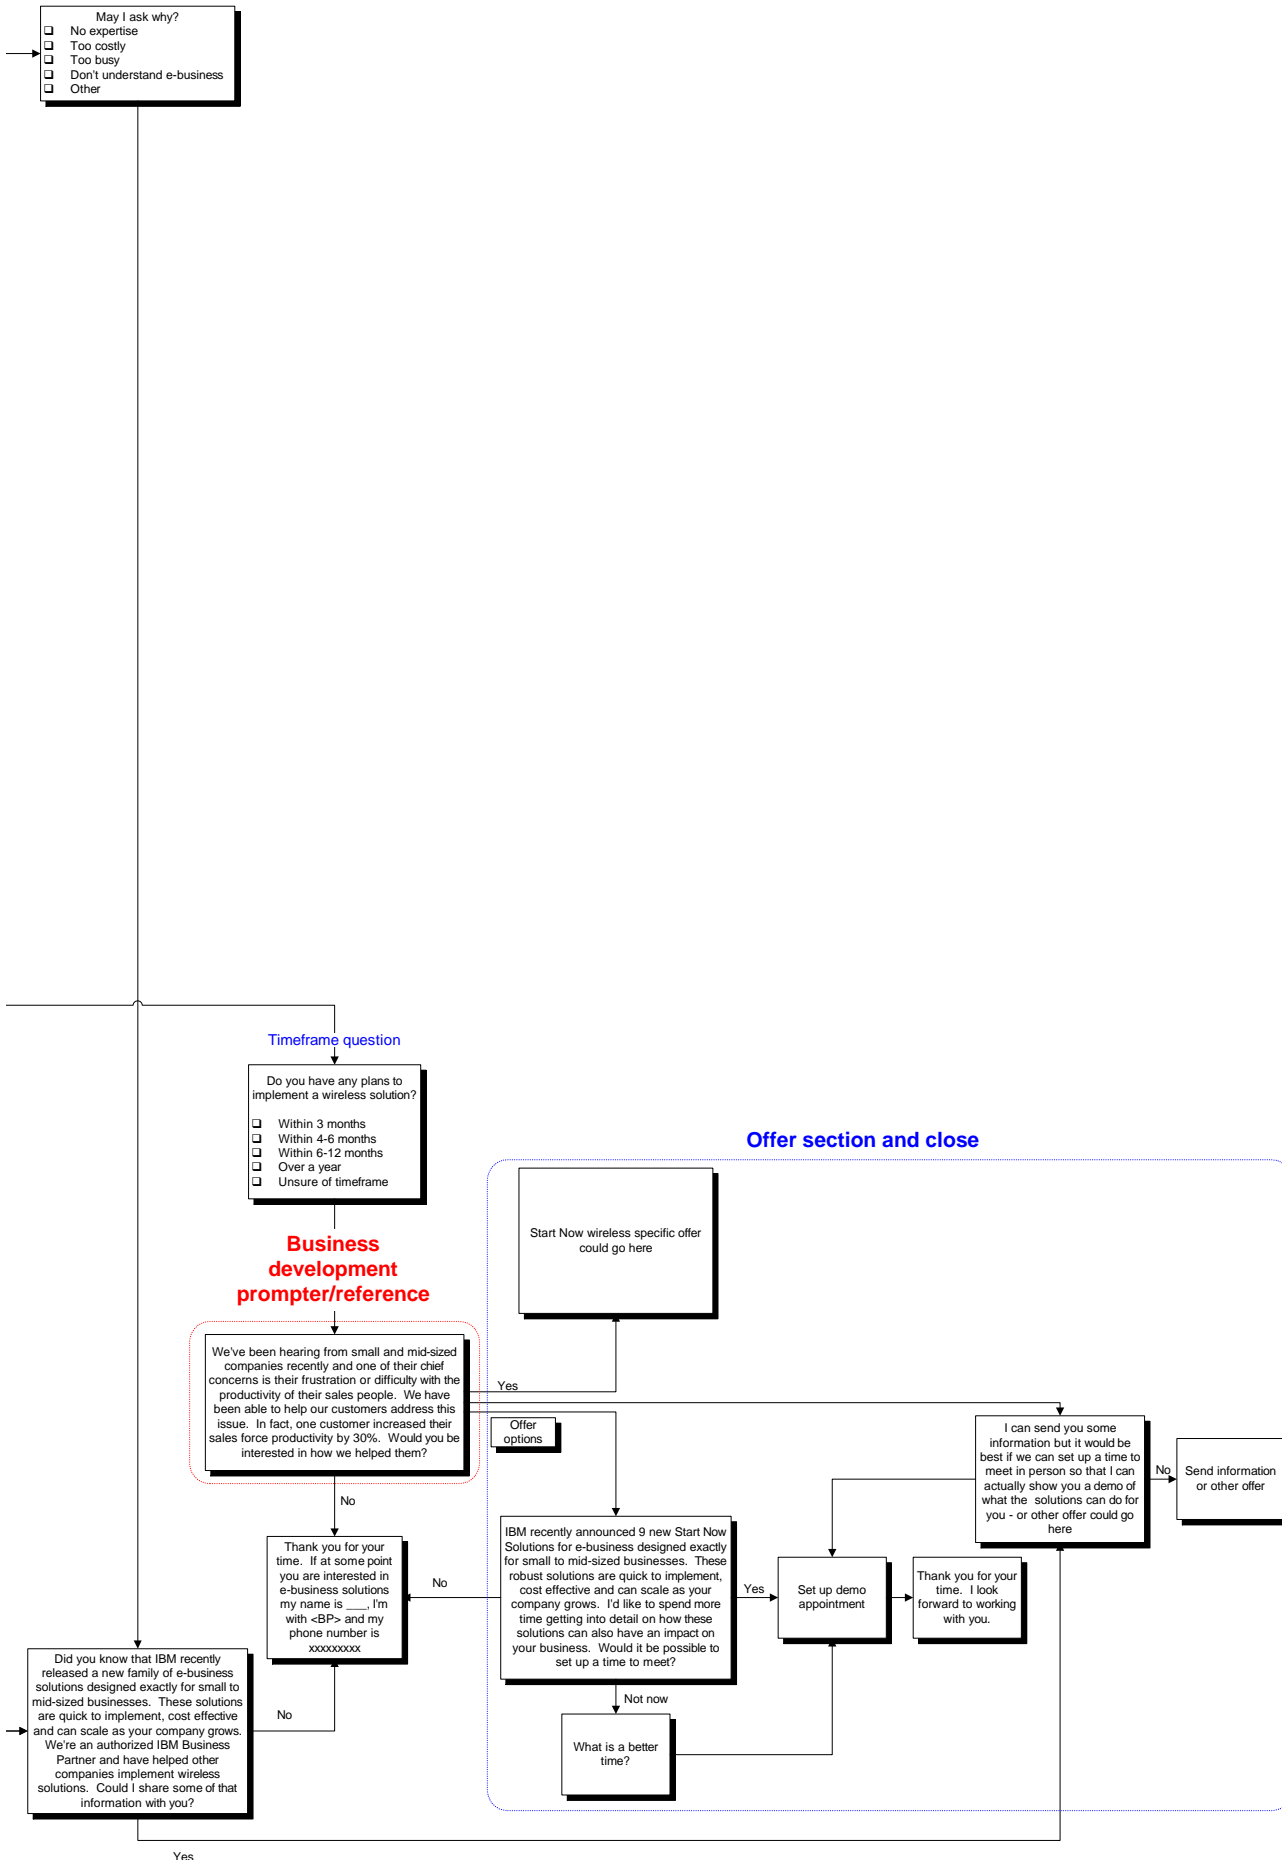 May I ask why?
No expertise
Too costly
Too busy
Don't understand e-business
Other
Timeframe question
Do you have any plans to
implement a wireless solution?
Within 3 months
Within 4-6 months
Within 6-12 months
Over a year
Unsure of timeframe
Offer section and close
Start Now wireless specific offer
could go here
Business
development
prompter/reference
We've been hearing from small and mid-sized
companies recently and one of their chief
concerns is their frustration or difficulty with the
productivity of their sales people.  We have
been able to help our customers address this
issue.  In fact, one customer increased their
sales force productivity by 30%.  Would you be
interested in how we helped them?
Yes
Offer
options
I can send you some
information but it would be
best if we can set up a time to
meet in person so that I can
actually show you a demo of
what the  solutions can do for
you - or other offer could go
here
No
Send information
or other offer
No
Thank you for your
time.  If at some point
you are interested in
e-business solutions
my name is ___, I'm
with <BP> and my
phone number is
xxxxxxxxx
No
IBM recently announced 9 new Start Now
Solutions for e-business designed exactly
for small to mid-sized businesses.  These
robust solutions are quick to implement,
cost effective and can scale as your
company grows.  I'd like to spend more
time getting into detail on how these
solutions can also have an impact on
your business.  Would it be possible to
set up a time to meet?
Yes
Set up demo
appointment
Thank you for your
time.  I look
forward to working
with you.
Not now
What is a better
time?
Did you know that IBM recently
released a new family of e-business
solutions designed exactly for small to
mid-sized businesses.  These solutions
are quick to implement, cost effective
and can scale as your company grows.
We're an authorized IBM Business
Partner and have helped other
companies implement wireless
solutions.  Could I share some of that
information with you?
No
Yes